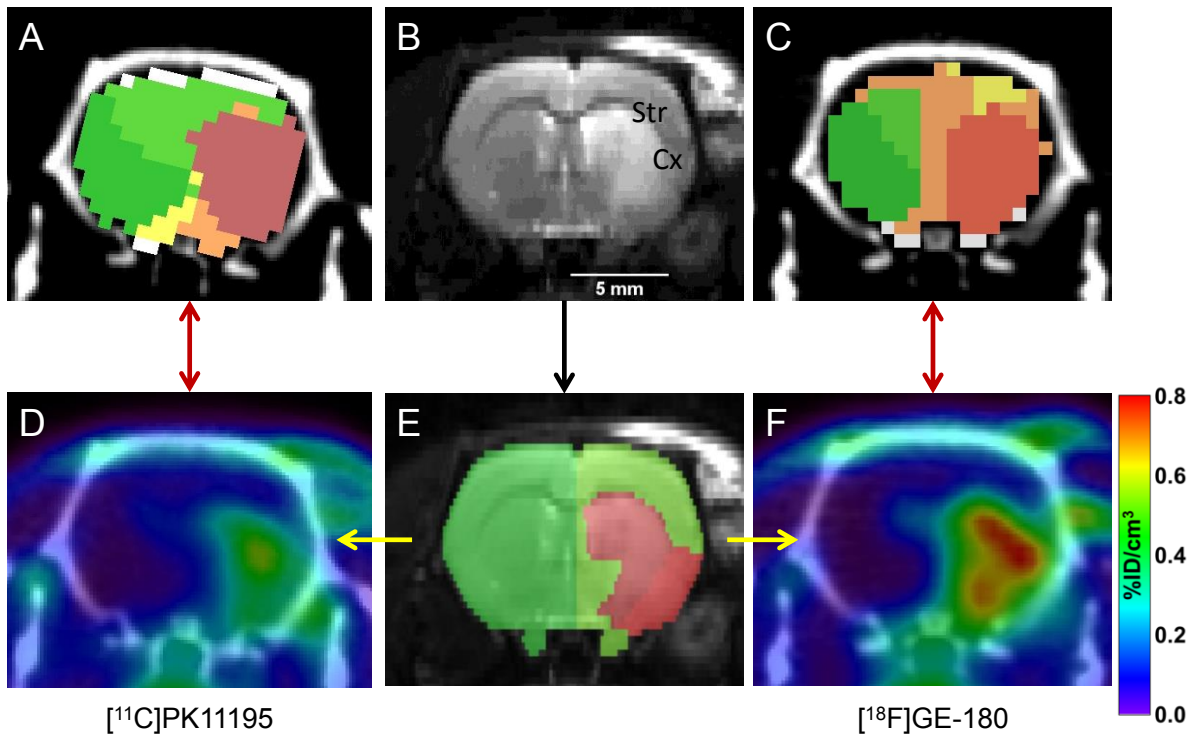 A
B
C
Str
Cx
5 mm
D
E
F
0.8
0.6
0.4
0.2
0.0
%ID/cm³
[¹¹C]PK11195
[¹⁸F]GE-180